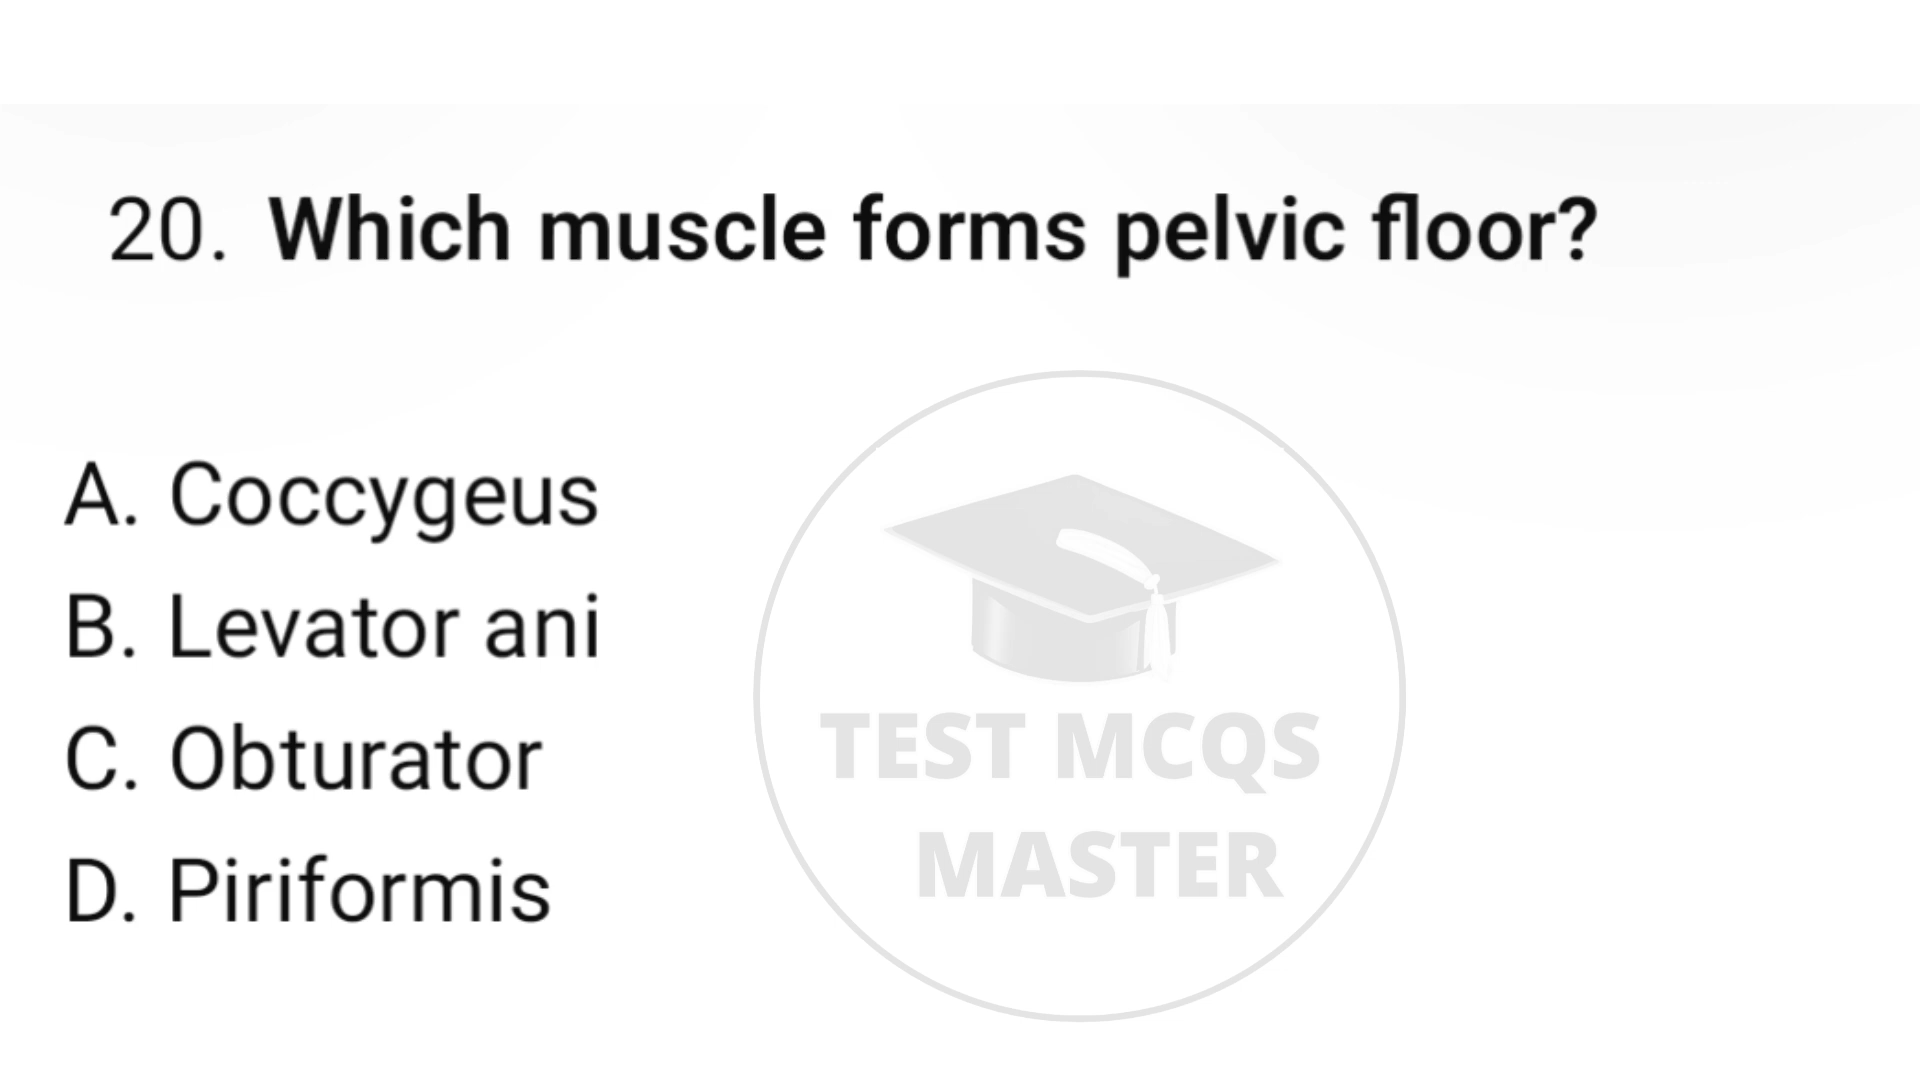 20. Which muscle forms pelvic floor?
A. Coccygeus
B. Levator ani
C. Obturator
D. Piriformis
TEST MCQS
MASTER